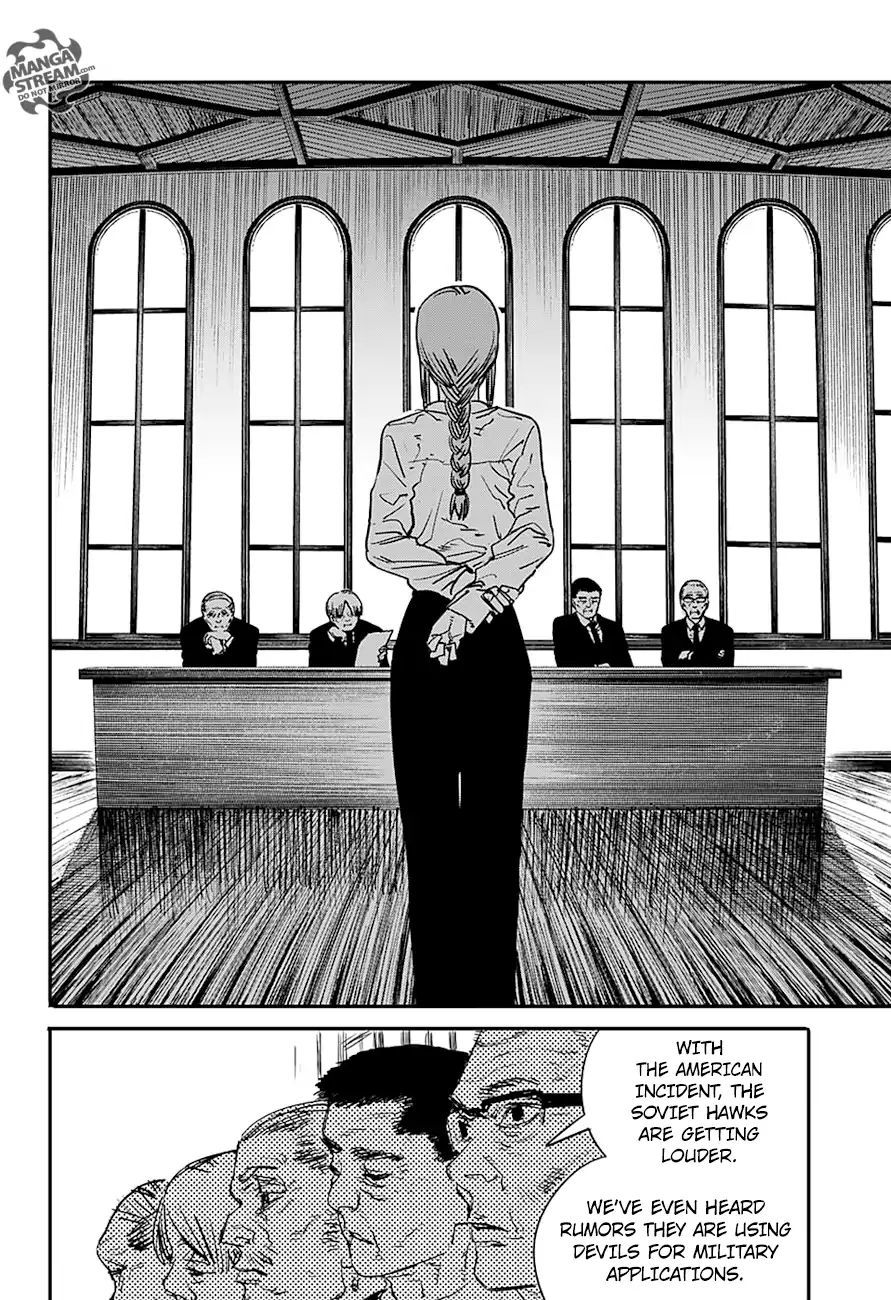 MANGA
STREAM.com
DO NOT MIRROR
WITH
THE AMERICAN
INCIDENT, THE
SOVIET HAWKS
ARE GETTING
LOUDER.
WE'VE EVEN HEARD
RUMORS THEY ARE USING
DEVILS FOR MILITARY
APPLICATIONS.